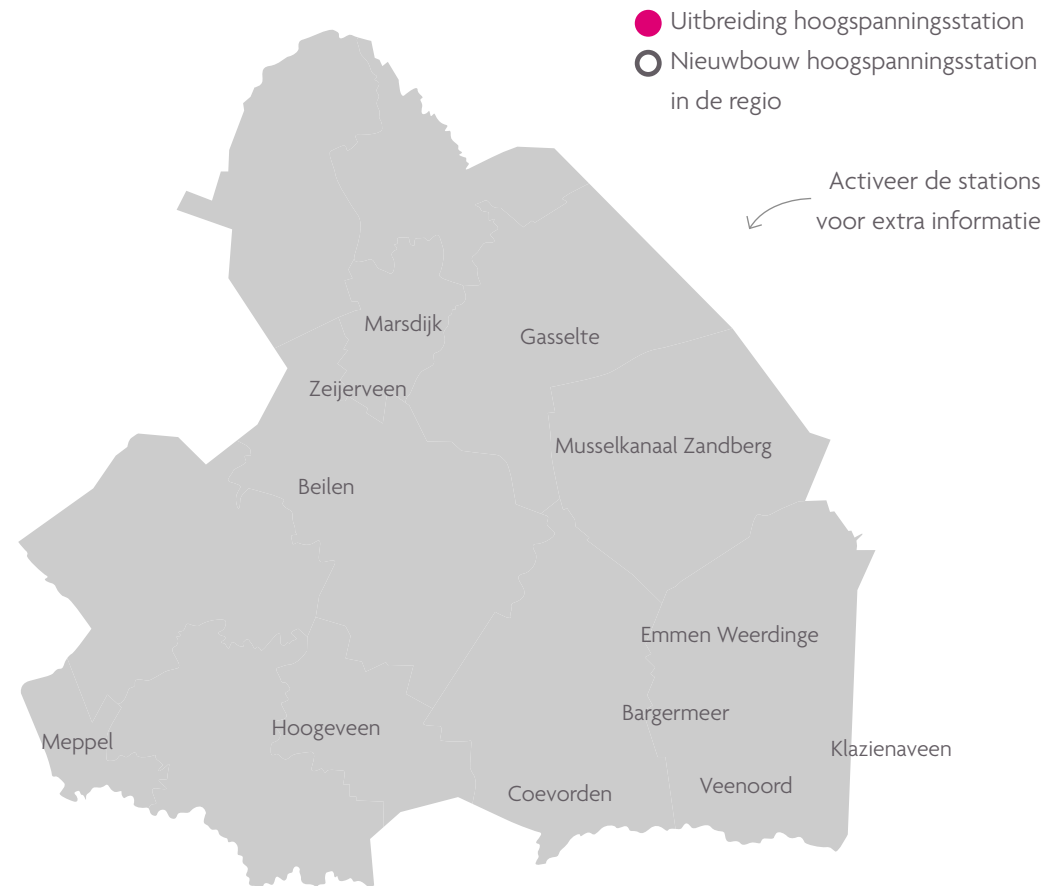 Uitbreiding hoogspanningsstation
Nieuwbouw hoogspanningsstation
in de regio
Activeer de stations
voor extra informatie
Marsdijk
Gasselte
Zeijerveen
Musselkanaal Zandberg
Beilen
Emmen Weerdinge
Bargermeer
Hoogeveen
Meppel
Klazienaveen
Veenoord
Coevorden